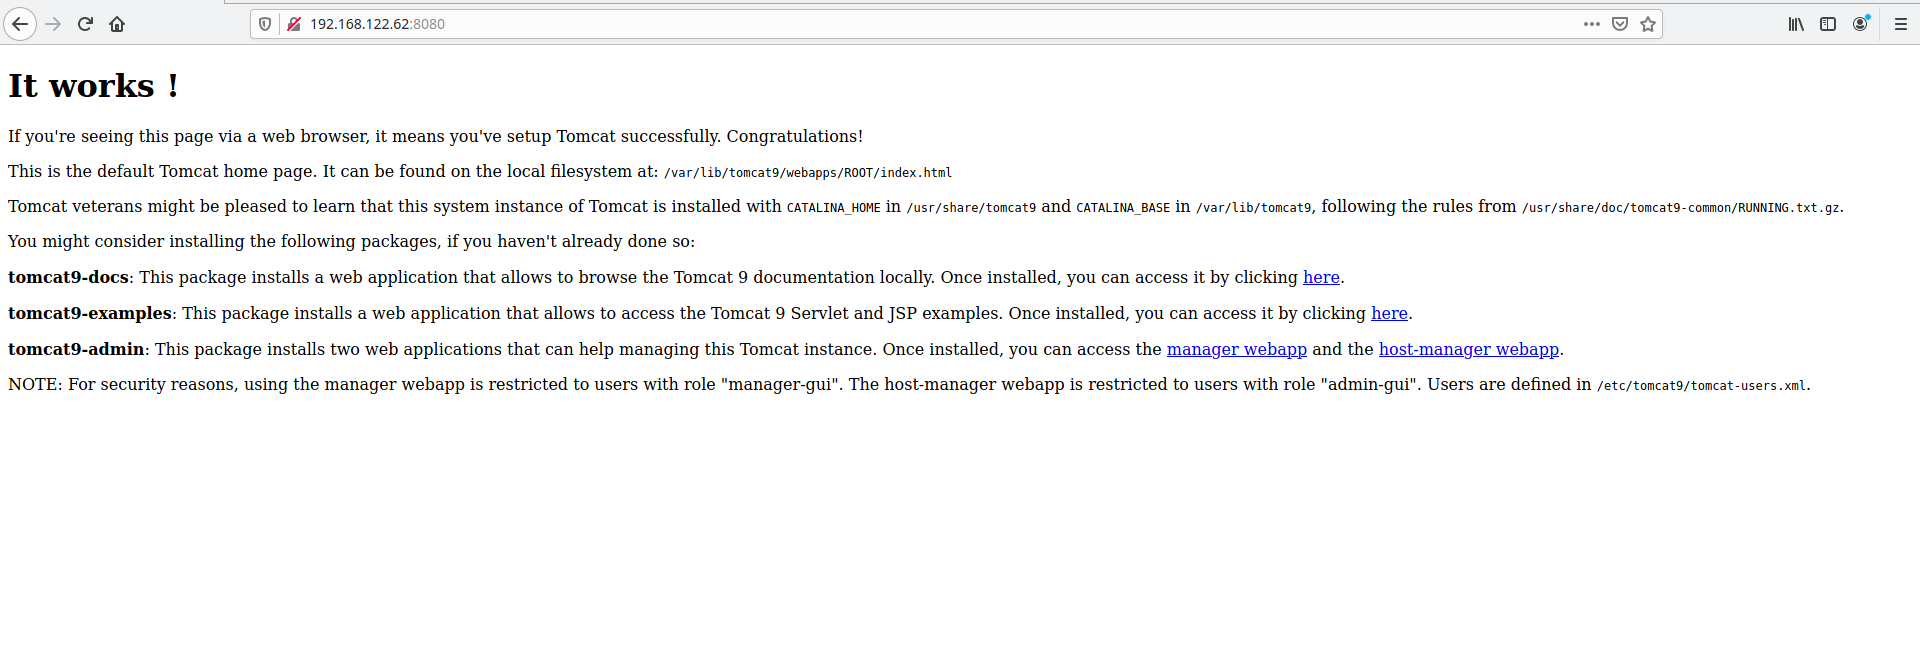 192.168.122.62:8080
It works !
If you're seeing this page via a web browser, it means you've setup Tomcat successfully. Congratulations!
This is the default Tomcat home page. It can be found on the local filesystem at: /var/lib/tomcat9/webapps/ROOT/index.html
Tomcat veterans might be pleased to learn that this system instance of Tomcat is installed with CATALINA_HOME in /usr/share/tomcat9 and CATALINA_BASE in /var/lib/tomcat9, following the rules from /usr/share/doc/tomcat9-common/RUNNING.txt.gz.
You might consider installing the following packages, if you haven't already done so:
tomcat9-docs: This package installs a web application that allows to browse the Tomcat 9 documentation locally. Once installed, you can access it by clicking here.
tomcat9-examples: This package installs a web application that allows to access the Tomcat 9 Servlet and JSP examples. Once installed, you can access it by clicking here.
tomcat9-admin: This package installs two web applications that can help managing this Tomcat instance. Once installed, you can access the manager webapp and the host-manager webapp.
NOTE: For security reasons, using the manager webapp is restricted to users with role "manager-gui". The host-manager webapp is restricted to users with role "admin-gui". Users are defined in /etc/tomcat9/tomcat-users.xml.